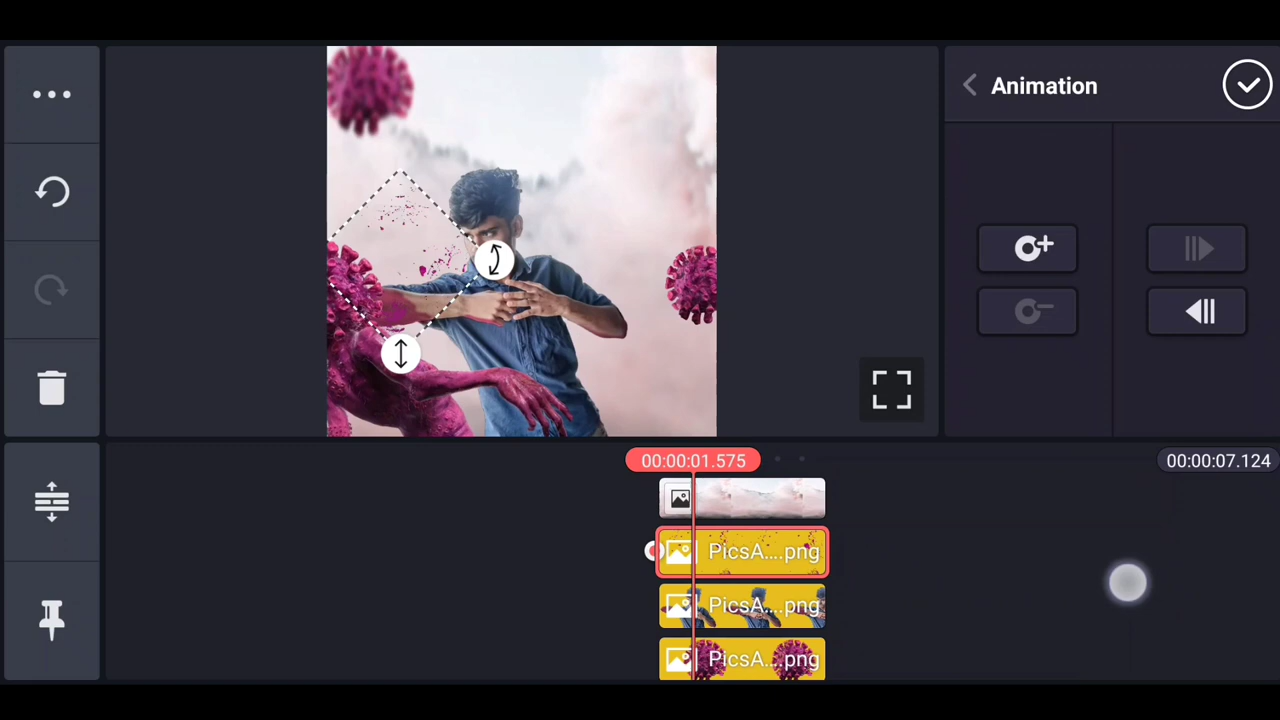 Animation
00:00:01.575
00:00:07.124
PicsA....png
PicsA....png
PicsA....png